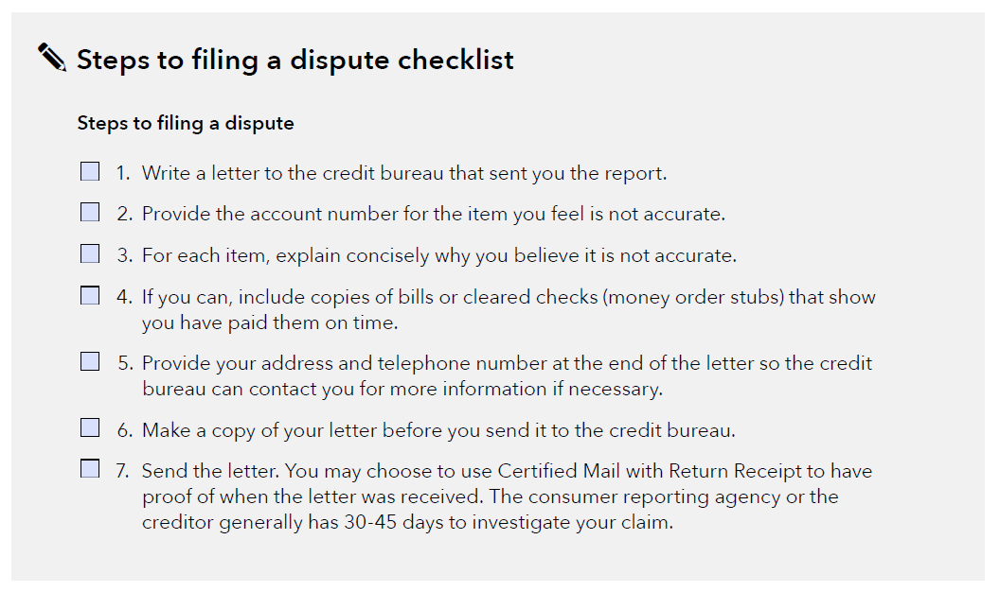 Steps to filing a dispute checklist
Steps to filing a dispute
1. Write a letter to the credit bureau that sent you the report.
2. Provide the account number for the item you feel is not accurate.
3. For each item, explain concisely why you believe it is not accurate.
4. If you can, include copies of bills or cleared checks (money order stubs) that show
you have paid them on time.
5. Provide your address and telephone number at the end of the letter so the credit
bureau can contact you for more information if necessary.
6. Make a copy of your letter before you send it to the credit bureau.
7. Send the letter. You may choose to use Certified Mail with Return Receipt to have
proof of when the letter was received. The consumer reporting agency or the
creditor generally has 30-45 days to investigate your claim.